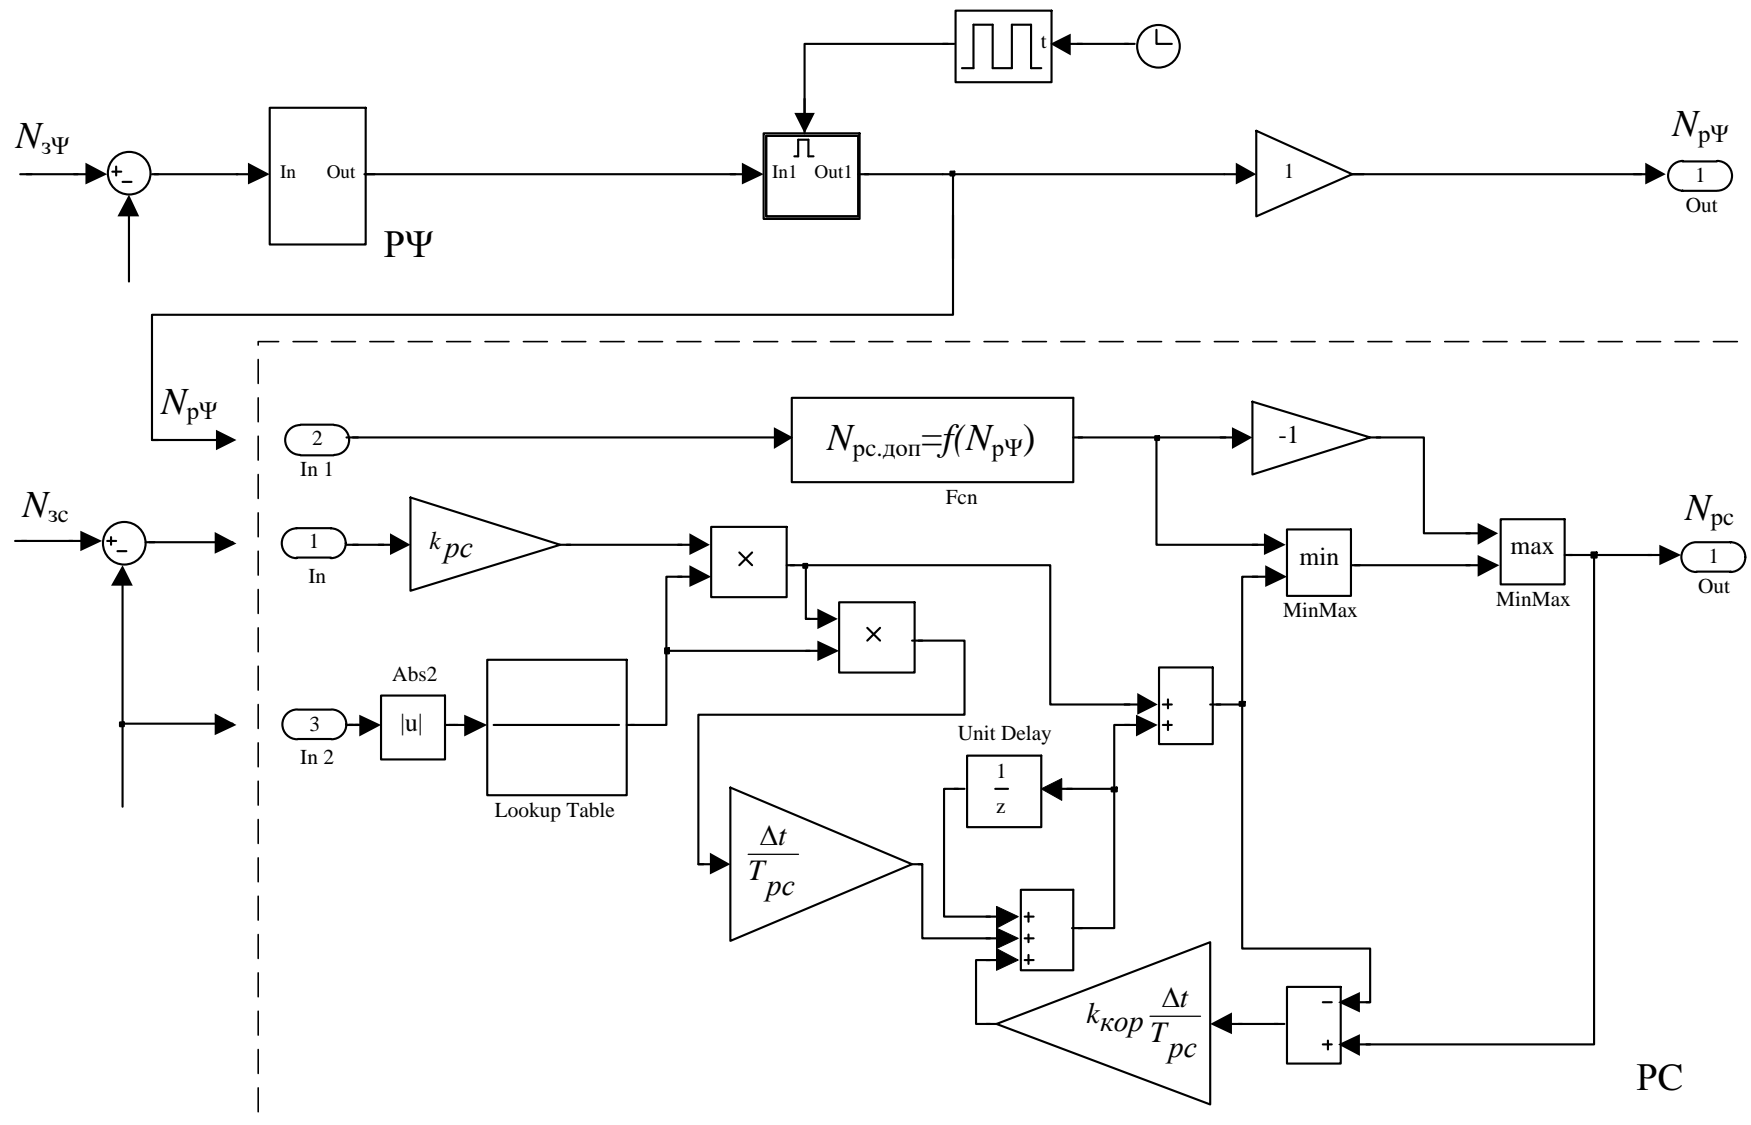 t
N_рΨ
N_зΨ
+
−
In Out
In1 Out1
1
1
Out
РΨ
N_рΨ
2
In 1
N_рс.доп=f(N_рΨ)
Fcn
-1
N_зс
+
−
1
In
k_рс
×
min
MinMax
max
MinMax
N_рс
1
Out
×
Abs2
3
In 2
|u|
Lookup Table
+
+
Unit Delay
1
z
Δt
T_рс
+
+
+
k_кор Δt
T_рс
−
+
РС